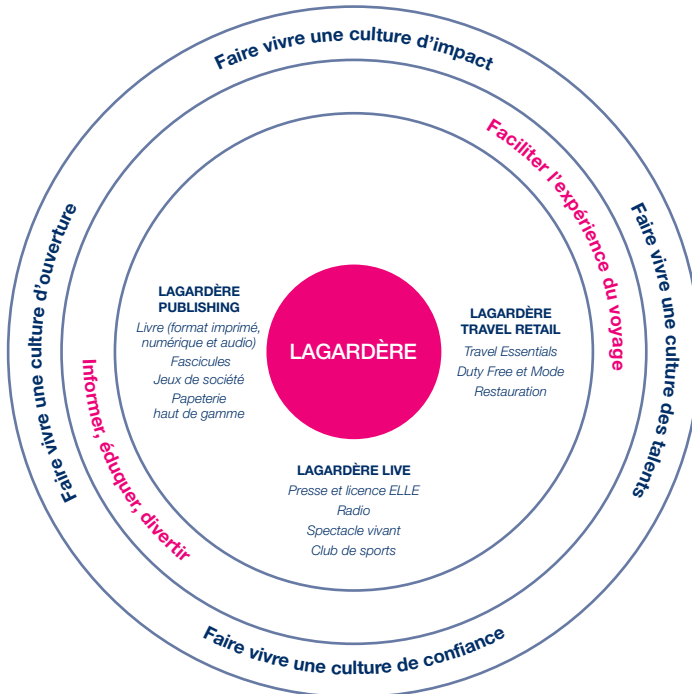 Faire vivre une culture d'impact
Faciliter l'expérience du voyage
Faire vivre une culture d'ouverture
Faire vivre une culture des talents
LAGARDÈRE
PUBLISHING
Livre (format imprimé,
numérique et audio)
Fascicules
Jeux de société
Papeterie
haut de gamme
LAGARDÈRE
LAGARDÈRE
TRAVEL RETAIL
Travel Essentials
Duty Free et Mode
Restauration
Informer, éduquer, divertir
LAGARDÈRE LIVE
Presse et licence ELLE
Radio
Spectacle vivant
Club de sports
Faire vivre une culture de confiance